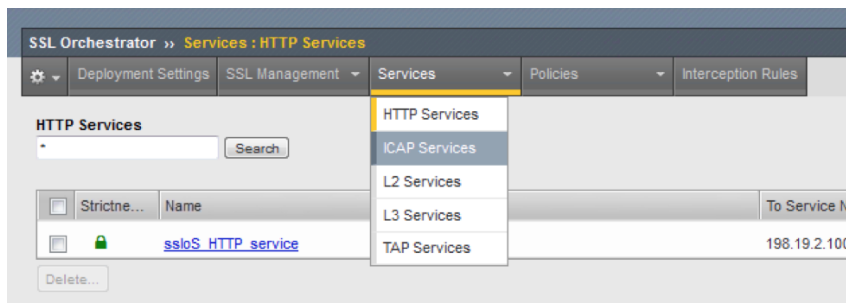 SSL Orchestrator ›› Services : HTTP Services
Deployment Settings SSL Management Services Policies Interception Rules
HTTP Services
HTTP Services
*
Search
ICAP Services
L2 Services
L3 Services
TAP Services
Strictne... Name To Service
ssloS_HTTP_service 198.19.2.100
Delete...